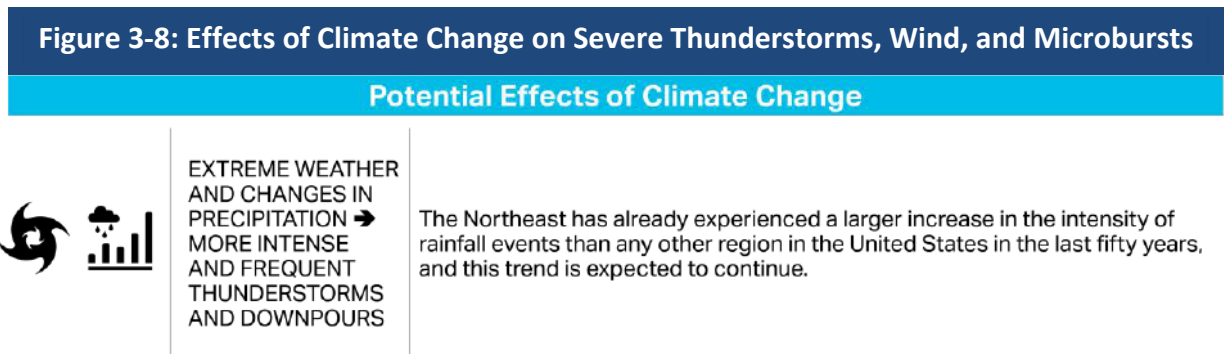 Figure 3-8: Effects of Climate Change on Severe Thunderstorms, Wind, and Microbursts
Potential Effects of Climate Change
EXTREME WEATHER
AND CHANGES IN
PRECIPITATION ➔
MORE INTENSE
AND FREQUENT
THUNDERSTORMS
AND DOWNPOURS
The Northeast has already experienced a larger increase in the intensity of
rainfall events than any other region in the United States in the last fifty years,
and this trend is expected to continue.